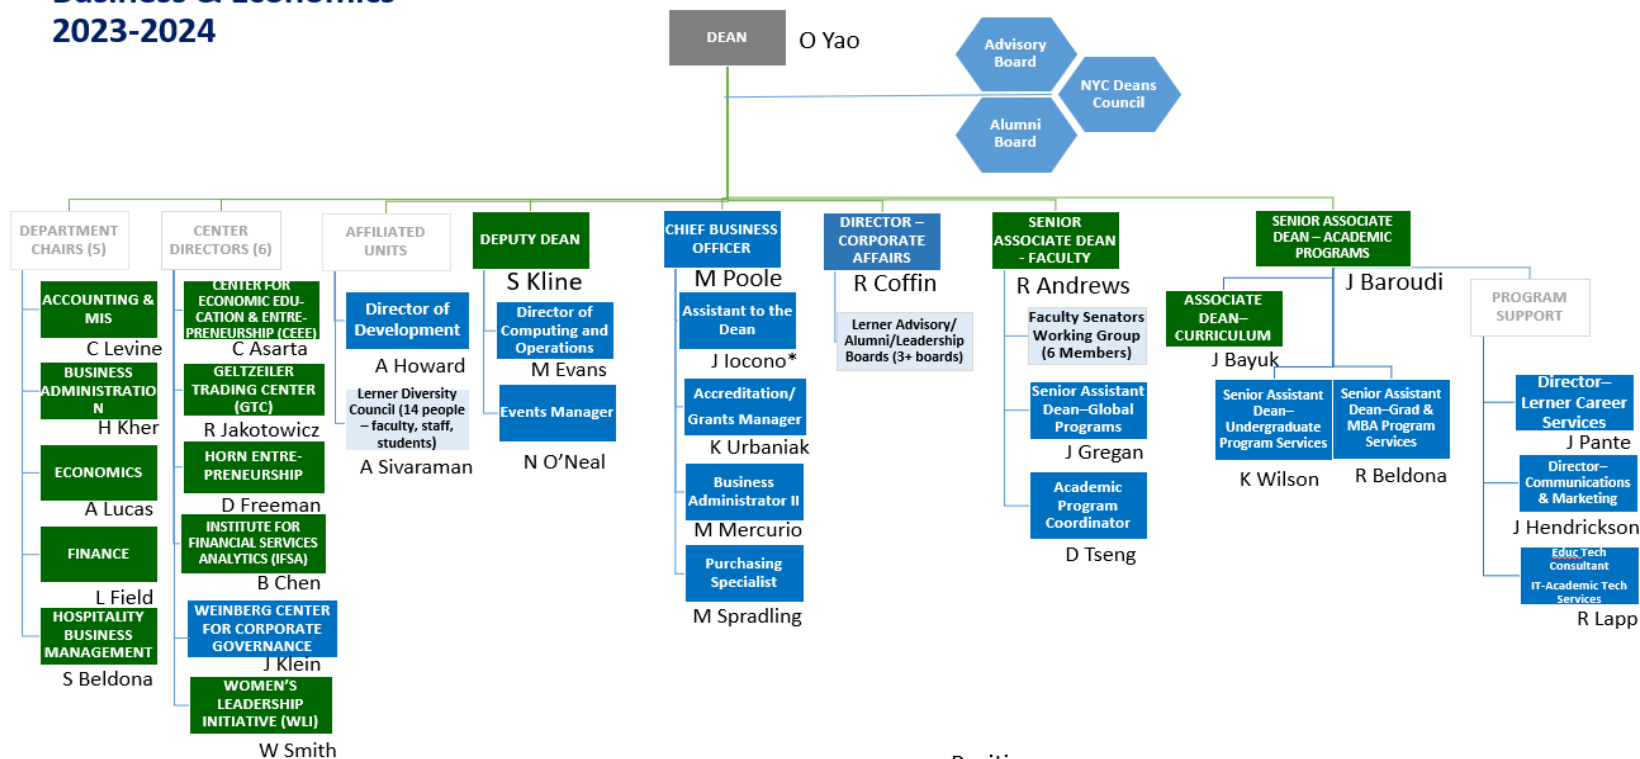 Business & Economics
2023-2024
DEAN
O Yao
Advisory
Board
NYC Deans
Council
Alumni
Board
DEPARTMENT
CHAIRS (5)
ACCOUNTING &
MIS
C Levine
BUSINESS
ADMINISTRATIO
N
H Kher
ECONOMICS
A Lucas
FINANCE
L Field
HOSPITALITY
BUSINESS
MANAGEMENT
S Beldona
CENTER
DIRECTORS (6)
CENTER FOR
ECONOMIC EDU-
CATION & ENTRE-
PRENEURSHIP (CEEE)
C Asarta
GELTZEILER
TRADING CENTER
(GTC)
R Jakotowicz
HORN ENTRE-
PRENEURSHIP
D Freeman
INSTITUTE FOR
FINANCIAL SERVICES
ANALYTICS (IFSA)
B Chen
WEINBERG CENTER
FOR CORPORATE
GOVERNANCE
J Klein
WOMEN'S
LEADERSHIP
INITIATIVE (WLI)
W Smith
AFFILIATED
UNITS
Director of
Development
A Howard
Lerner Diversity
Council (14 people
– faculty, staff,
students)
A Sivaraman
DEPUTY DEAN
S Kline
Director of
Computing and
Operations
M Evans
Events Manager
N O'Neal
CHIEF BUSINESS
OFFICER
M Poole
Assistant to the
Dean
J Iocono*
Accreditation/
Grants Manager
K Urbaniak
Business
Administrator II
M Mercurio
Purchasing
Specialist
M Spradling
DIRECTOR –
CORPORATE
AFFAIRS
R Coffin
Lerner Advisory/
Alumni/Leadership
Boards (3+ boards)
SENIOR
ASSOCIATE DEAN
- FACULTY
R Andrews
Faculty Senators
Working Group
(6 Members)
Senior Assistant
Dean–Global
Programs
J Gregan
Academic
Program
Coordinator
D Tseng
SENIOR ASSOCIATE
DEAN – ACADEMIC
PROGRAMS
J Baroudi
ASSOCIATE
DEAN–
CURRICULUM
J Bayuk
Senior Assistant
Dean–
Undergraduate
Program Services
K Wilson
Senior Assistant
Dean–Grad &
MBA Program
Services
R Beldona
PROGRAM
SUPPORT
Director–
Lerner Career
Services
J Pante
Director–
Communications
& Marketing
J Hendrickson
Educ Tech
Consultant
IT-Academic Tech
Services
R Lapp